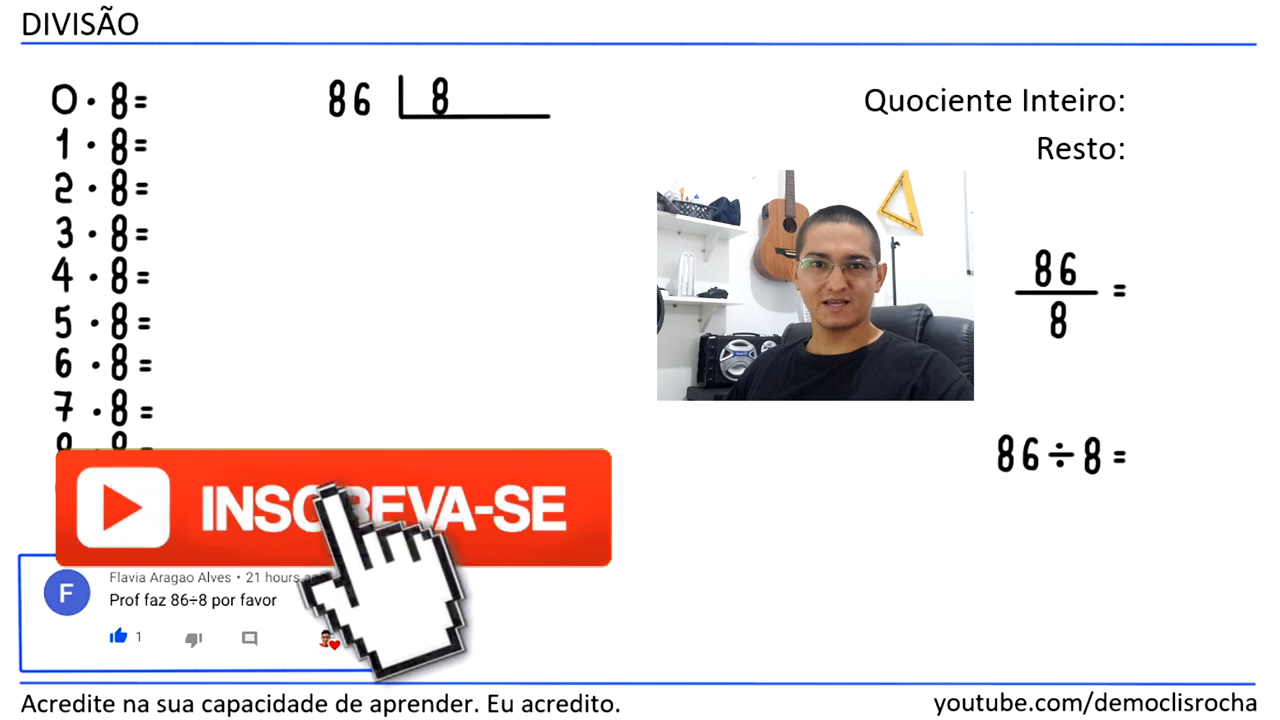 DIVISÃO
0 · 8 =
1 · 8 =
2 · 8 =
3 · 8 =
4 · 8 =
5 · 8 =
6 · 8 =
7 · 8 =
86 8
Quociente Inteiro:
Resto:
86
8 =
86 ÷ 8 =
INSCREVA-SE
F
Flavia Aragao Alves • 21 hours
Prof faz 86÷8 por favor
1
Acredite na sua capacidade de aprender. Eu acredito.
youtube.com/democlisrocha